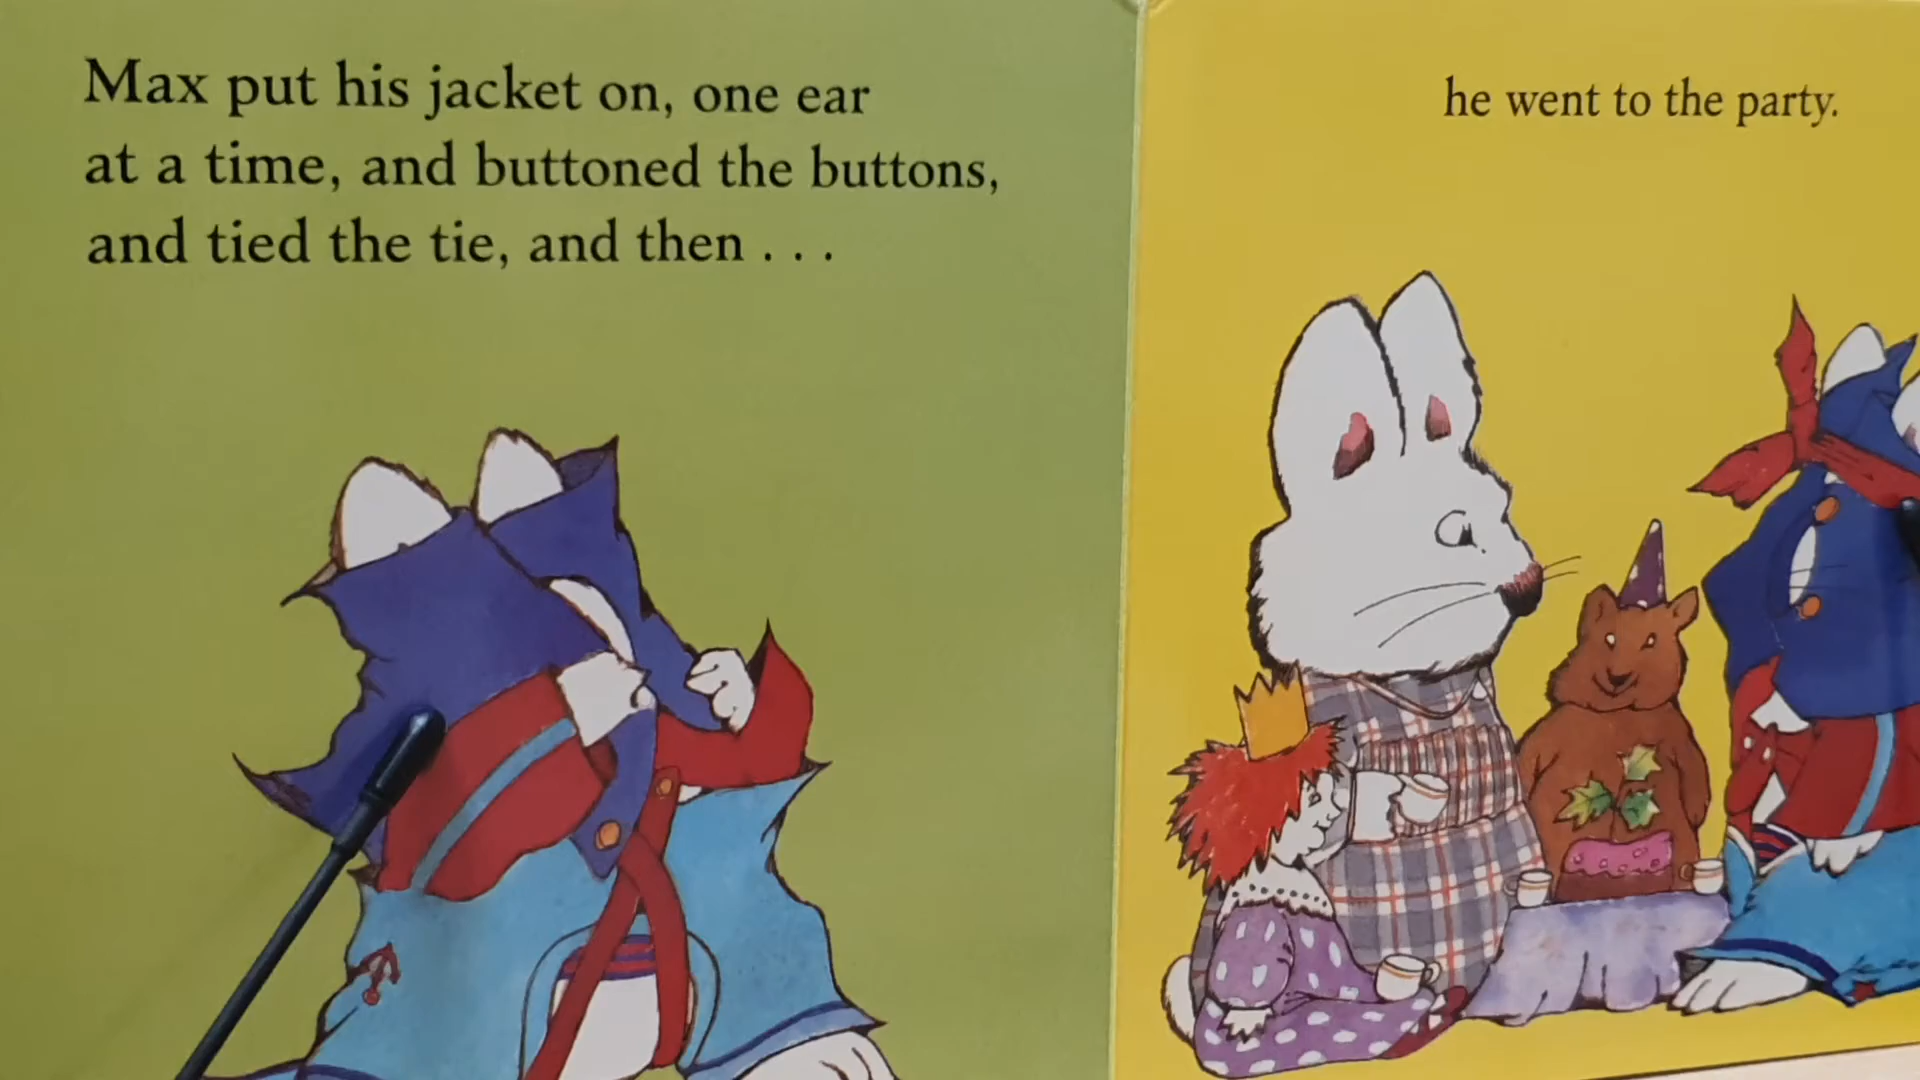 Max put his jacket on, one ear
at a time, and buttoned the buttons,
and tied the tie, and then . . .
he went to the party.